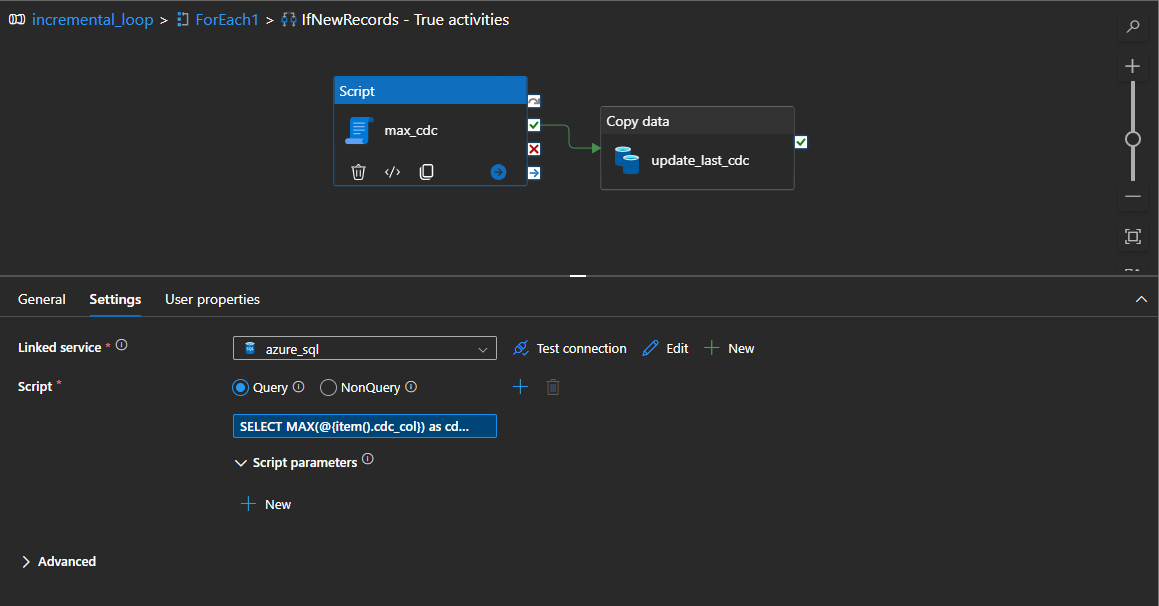 incremental_loop > ForEach1 > IfNewRecords - True activities
Script
max_cdc
Copy data
update_last_cdc
General Settings User properties
Linked service * azure_sql Test connection Edit New
Script * Query NonQuery
SELECT MAX(@{item().cdc_col}) as cd...
Script parameters
New
Advanced